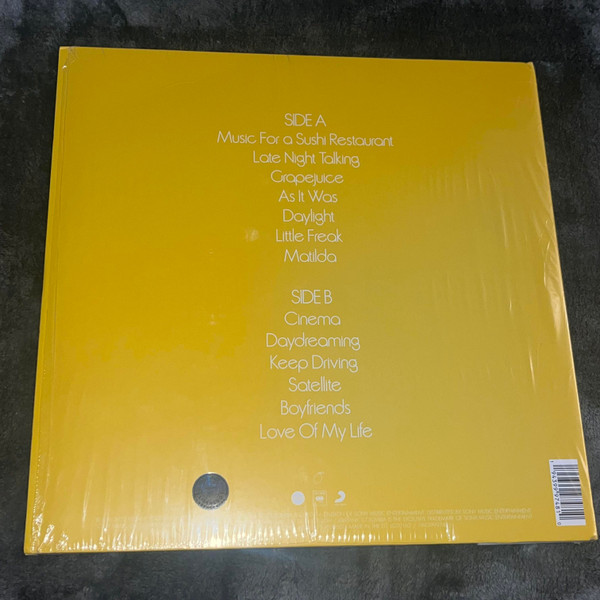 SIDE A
Music For a Sushi Restaurant
Late Night Talking
Grapejuice
As It Was
Daylight
Little Freak
Matilda
SIDE B
Cinema
Daydreaming
Keep Driving
Satellite
Boyfriends
Love Of My Life